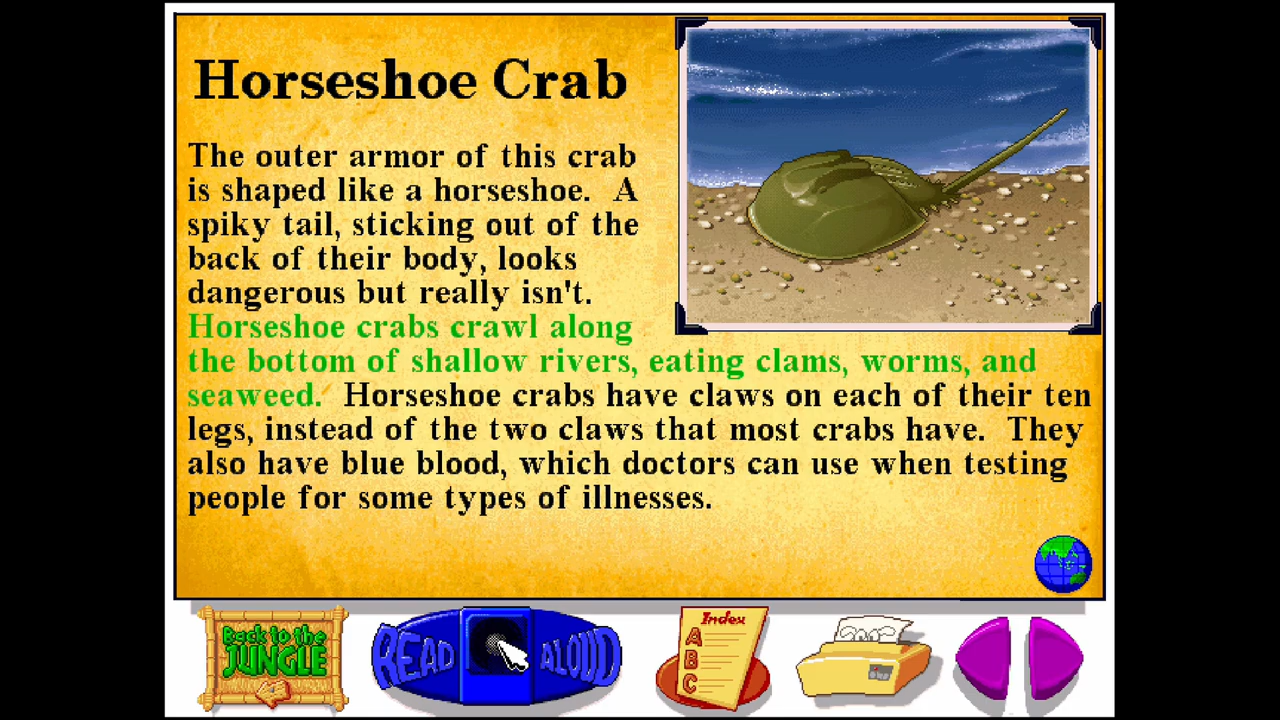 Horseshoe Crab
The outer armor of this crab
is shaped like a horseshoe.  A
spiky tail, sticking out of the
back of their body, looks
dangerous but really isn't.
Horseshoe crabs crawl along
the bottom of shallow rivers, eating clams, worms, and
seaweed.  Horseshoe crabs have claws on each of their ten
legs, instead of the two claws that most crabs have.  They
also have blue blood, which doctors can use when testing
people for some types of illnesses.
Back to the
JUNGLE
READ ALOUD
Index
A
B
C